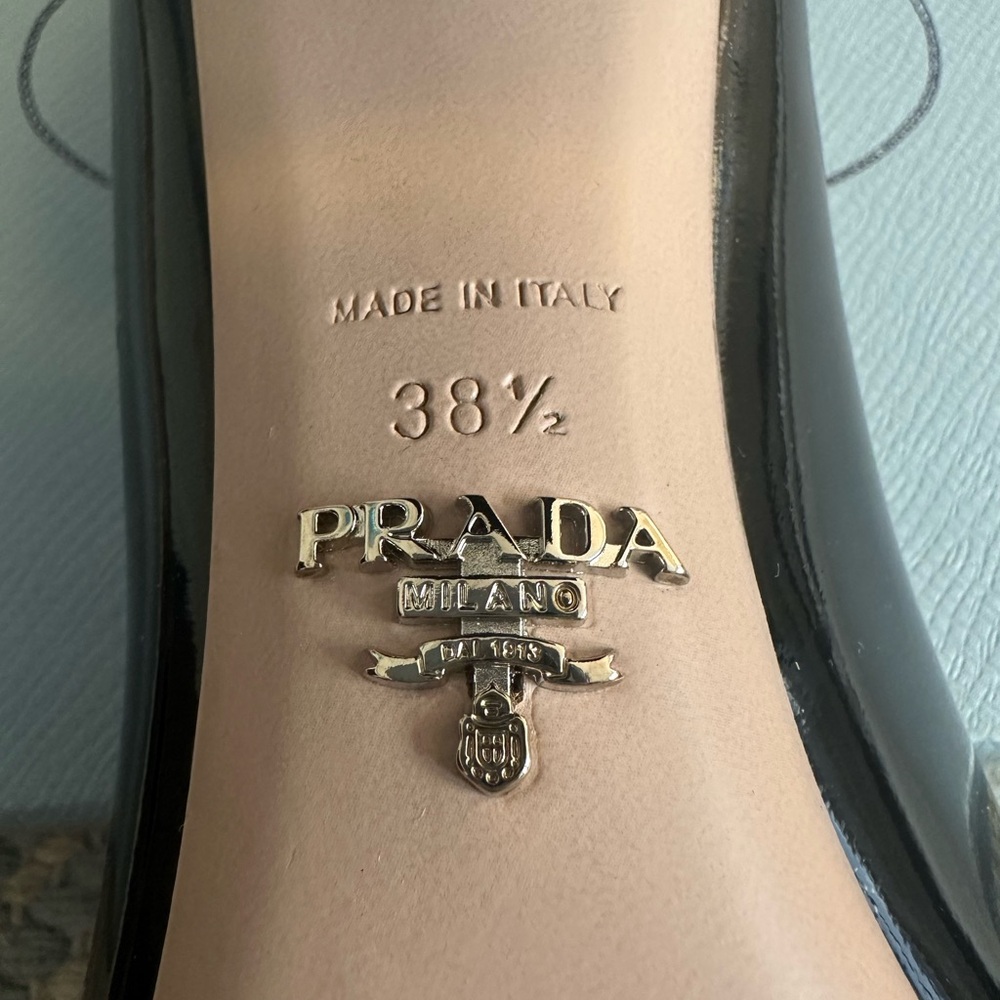 MADE IN ITALY
38½
PRADA
MILANO
DAL 1913